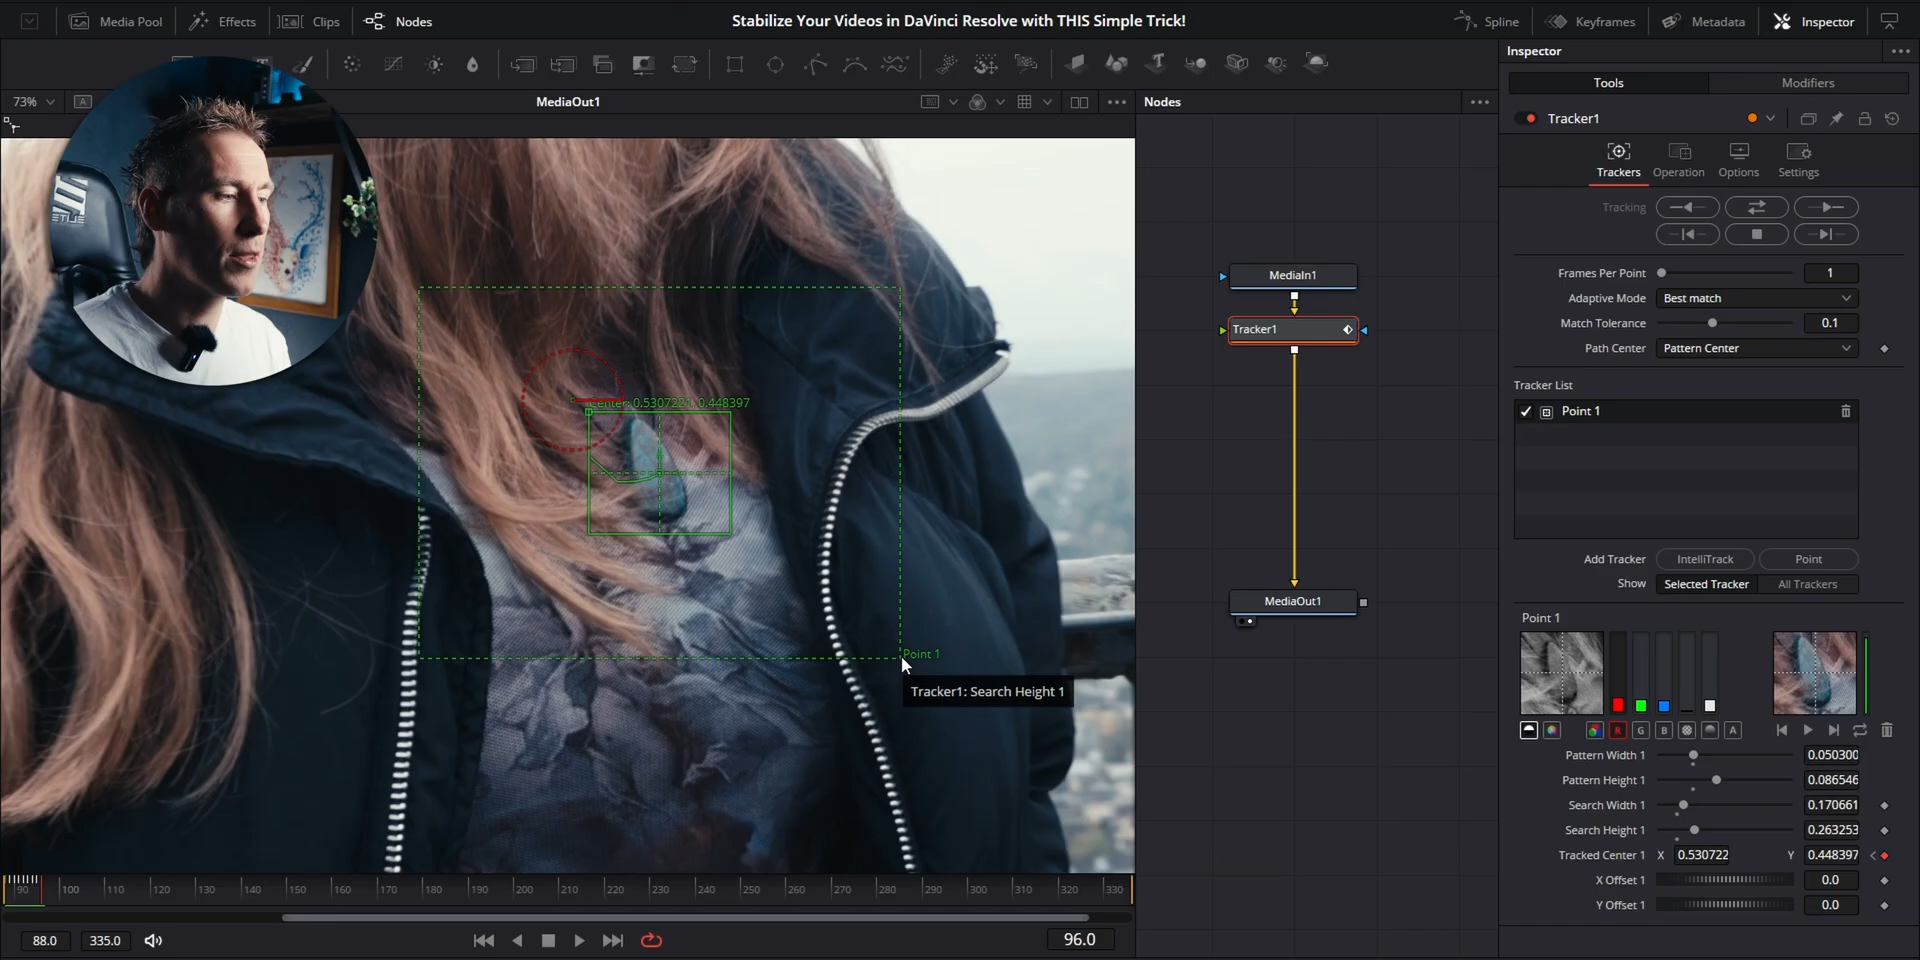 Media Pool
Effects
Clips
Nodes
Stabilize Your Videos in DaVinci Resolve with THIS Simple Trick!
Spline
Keyframes
Metadata
Inspector
73%
A
MediaOut1
Nodes
Inspector
Tools
Modifiers
Tracker1
Trackers
Operation
Options
Settings
Tracking
Frames Per Point 1
Adaptive Mode Best match
Match Tolerance 0.1
Path Center Pattern Center
Tracker List
Point 1
Add Tracker IntelliTrack Point
Show Selected Tracker All Trackers
Point 1
R G B A
Pattern Width 1 0.050300
Pattern Height 1 0.086546
Search Width 1 0.170661
Search Height 1 0.263253
Tracked Center 1 X 0.530722 Y 0.448397
X Offset 1 0.0
Y Offset 1 0.0
MediaIn1
Tracker1
MediaOut1
Center: 0.530722, 0.448397
Point 1
Tracker1: Search Height 1
90 100 110 120 130 140 150 160 170 180 190 200 210 220 230 240 250 260 270 280 290 300 310 320 330
88.0
335.0
96.0